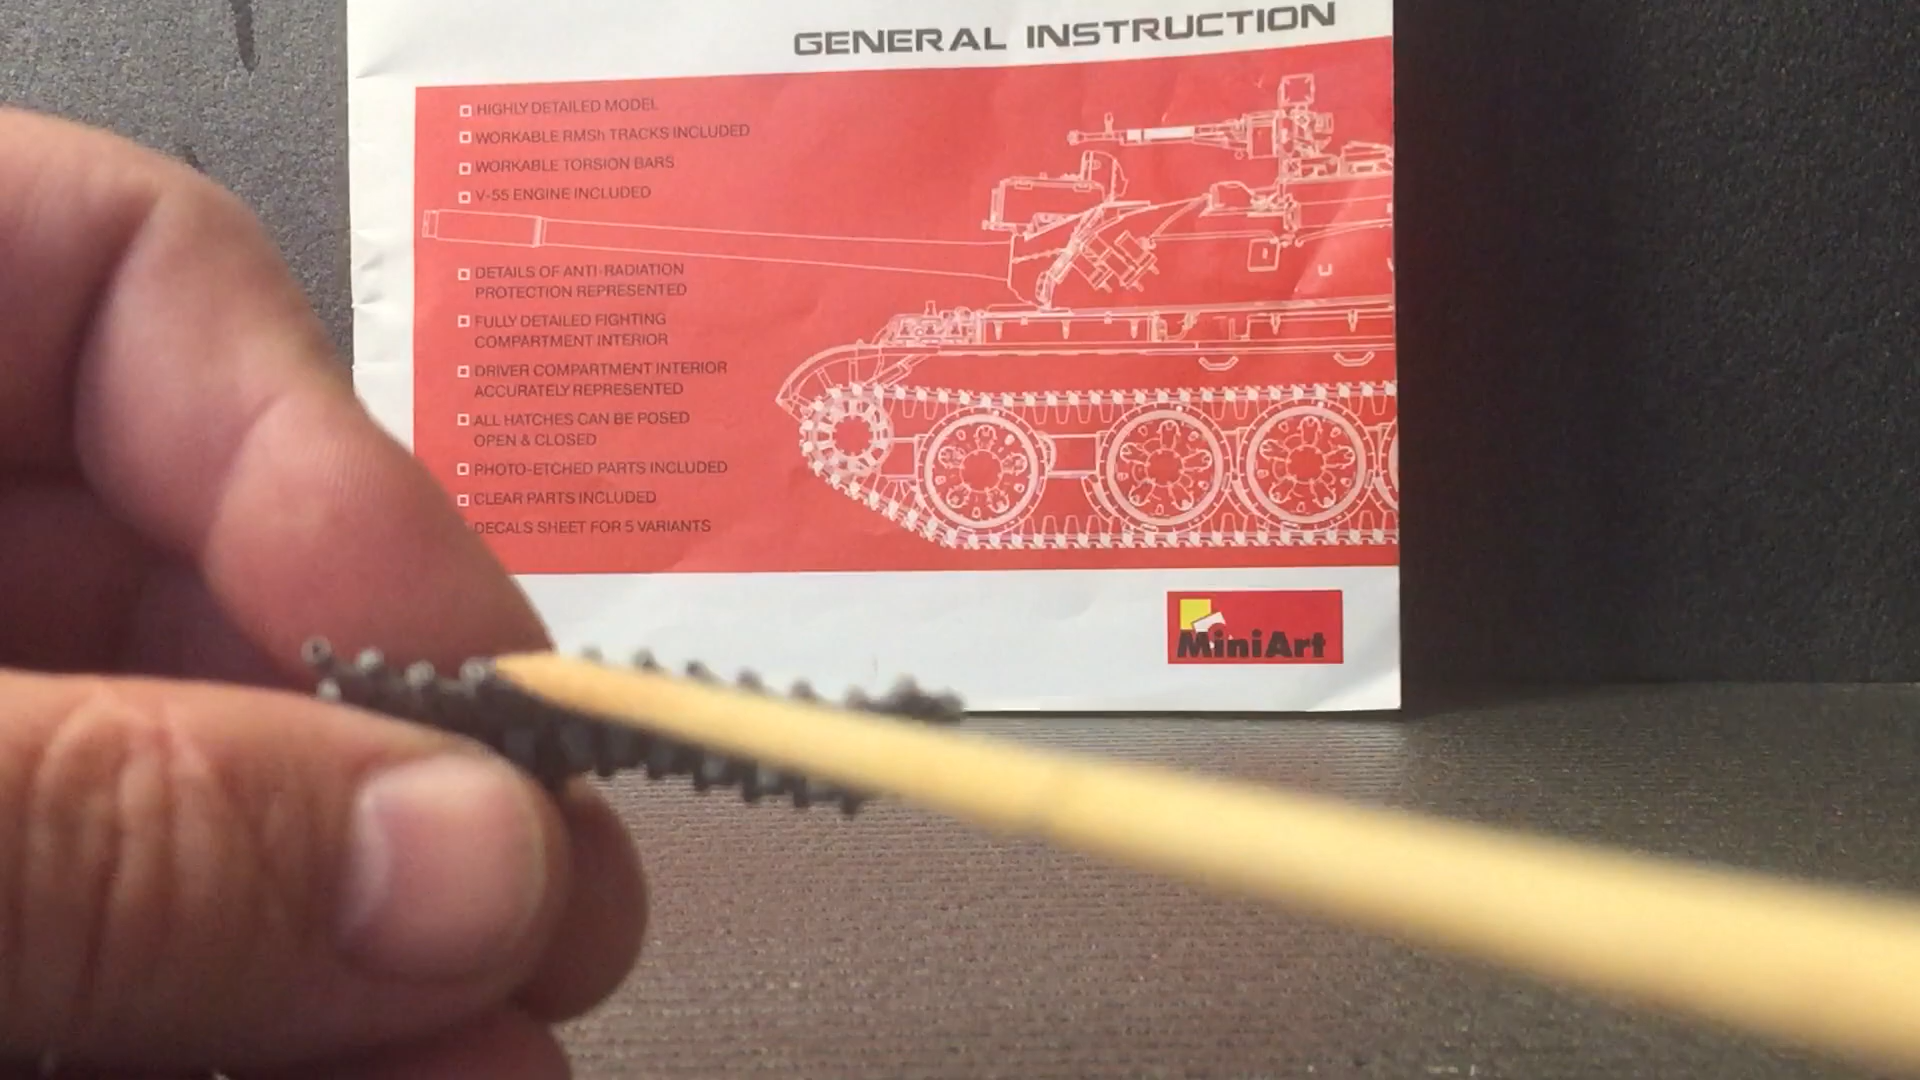 GENERAL INSTRUCTION
HIGHLY DETAILED MODEL
WORKABLE RMSh TRACKS INCLUDED
WORKABLE TORSION BARS
V-55 ENGINE INCLUDED
DETAILS OF ANTI-RADIATION
PROTECTION REPRESENTED
FULLY DETAILED FIGHTING
COMPARTMENT INTERIOR
DRIVER COMPARTMENT INTERIOR
ACCURATELY REPRESENTED
ALL HATCHES CAN BE POSED
OPEN & CLOSED
PHOTO-ETCHED PARTS INCLUDED
CLEAR PARTS INCLUDED
DECALS SHEET FOR 5 VARIANTS
MiniArt